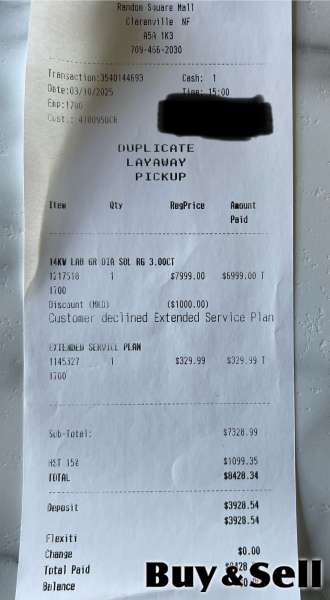 Random Square Mall
Clarenville NF
A5A 1K3
709-466-2030
Transaction:3540144693 Cash: 1
Date:03/10/2025 Time: 15:00
Emp:1700
Cust.:
DUPLICATE
LAYAWAY
PICKUP
Item Qty RegPrice Amount
Paid
14KW LAB GR DIA SOL RG 3.00CT
1217518 1 $7999.00 $6999.00 T
1700
Discount (MKD) ($1000.00)
Customer declined Extended Service Plan
EXTENDED SERVICE PLAN
1145327 1 $329.99 $329.99 T
1700
Sub-Total: $7328.99
HST 15% $1099.35
TOTAL $8428.34
Deposit $3928.54
$3928.54
Flexiti
Change $0.00
Total Paid
Balance
Buy&Sell